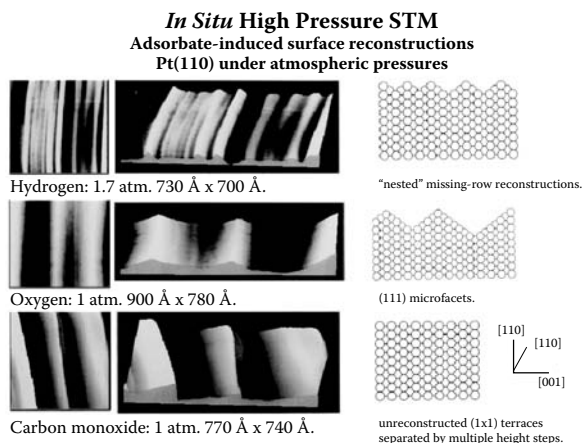 In Situ High Pressure STM
Adsorbate-induced surface reconstructions
Pt(110) under atmospheric pressures
Hydrogen: 1.7 atm. 730 Å x 700 Å.
"nested" missing-row reconstructions.
Oxygen: 1 atm. 900 Å x 780 Å.
(111) microfacets.
[110]
[110]
[001]
Carbon monoxide: 1 atm. 770 Å x 740 Å.
unreconstructed (1x1) terraces
separated by multiple height steps.